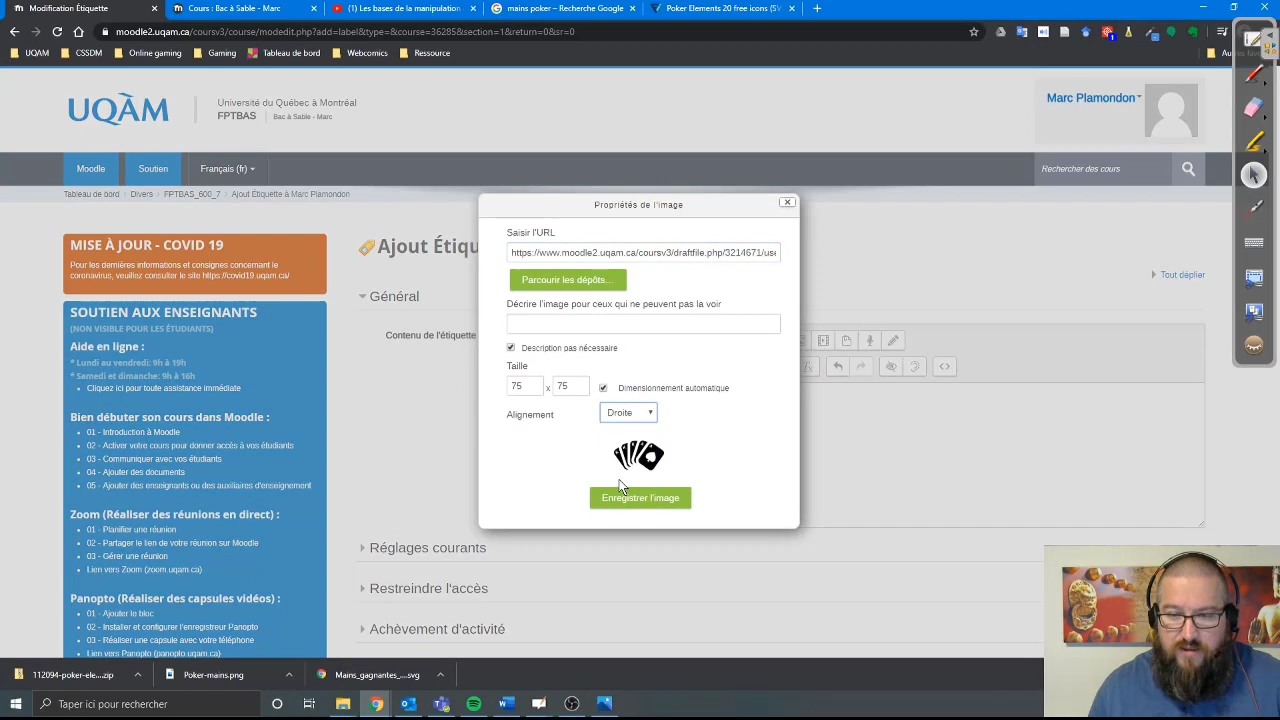 Modification Étiquette
Cours : Bac à Sable - Marc
(1) Les bases de la manipulation
mains poker – Recherche Google
Poker Elements 20 free icons (SV
moodle2.uqam.ca/coursv3/course/modedit.php?add=label&type=&course=36285&section=1&return=0&sr=0
UQAM
CSSDM
Online gaming
Gaming
Tableau de bord
Webcomics
Ressource
UQÀM
Université du Québec à Montréal
FPTBAS
Bac à Sable - Marc
Marc Plamondon
Moodle
Soutien
Français (fr)
Rechercher des cours
Tableau de bord
Divers
FPTBAS_600_7
Ajout Étiquette à Marc Plamondon
MISE À JOUR - COVID 19
Pour les dernières informations et consignes concernant le
coronavirus, veuillez consulter le site https://covid19.uqam.ca/
SOUTIEN AUX ENSEIGNANTS
(NON VISIBLE POUR LES ÉTUDIANTS)
Aide en ligne :
* Lundi au vendredi: 9h à 19h
* Samedi et dimanche: 9h à 16h
Cliquez ici pour toute assistance immédiate
Bien débuter son cours dans Moodle :
01 - Introduction à Moodle
02 - Activer votre cours pour donner accès à vos étudiants
03 - Communiquer avec vos étudiants
04 - Ajouter des documents
05 - Ajouter des enseignants ou des auxiliaires d'enseignement
Zoom (Réaliser des réunions en direct) :
01 - Planifier une réunion
02 - Partager le lien de votre réunion sur Moodle
03 - Gérer une réunion
Lien vers Zoom (zoom.uqam.ca)
Panopto (Réaliser des capsules vidéos) :
01 - Ajouter le bloc
02 - Installer et configurer l'enregistreur Panopto
03 - Réaliser une capsule avec votre téléphone
Lien vers Panopto (panopto.uqam.ca)
Ajout Étiq
Tout déplier
Général
Contenu de l'étiquette
Réglages courants
Restreindre l'accès
Achèvement d'activité
Propriétés de l'image
Saisir l'URL
https://www.moodle2.uqam.ca/coursv3/draftfile.php/3214671/use
Parcourir les dépôts...
Décrire l'image pour ceux qui ne peuvent pas la voir
Description pas nécessaire
Taille
75 x 75
Dimensionnement automatique
Alignement
Droite
Enregistrer l'image
112094-poker-ele....zip
Poker-mains.png
Mains_gagnantes_....svg
Taper ici pour rechercher